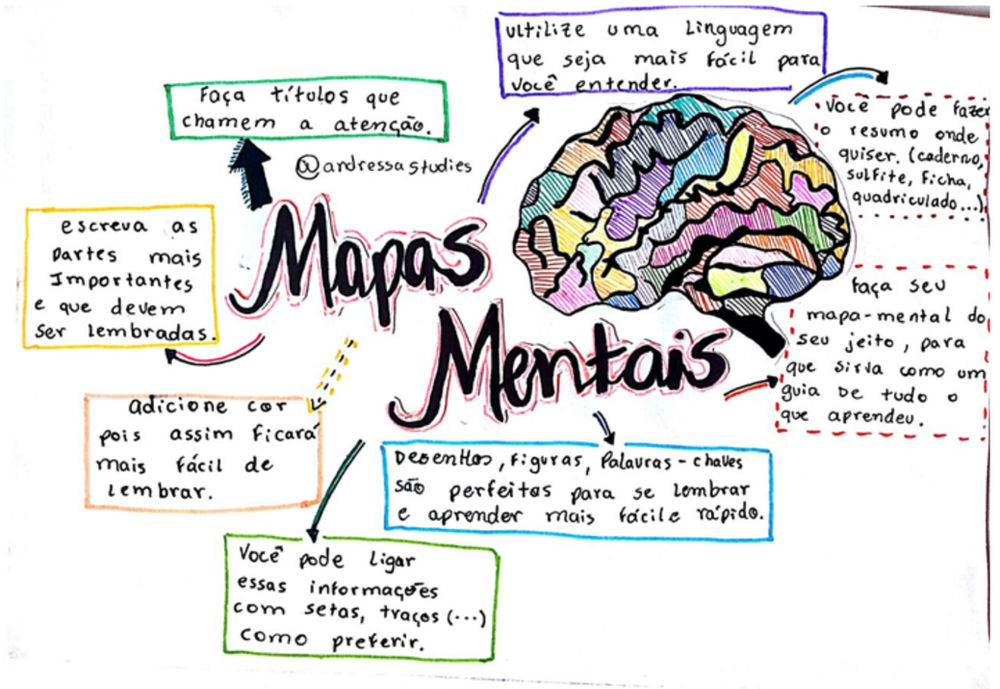 Ultilize uma linguagem
que seja mais fácil para
você entender.
Faça títulos que
chamem a atenção.
@andressastudies
Você pode fazer
o resumo onde
quiser. (caderno,
sulfite, ficha,
quadriculado...)
escreva as
partes mais
Importantes
e que devem
ser lembradas.
Mapas
Mentais
Faça seu
mapa-mental do
seu jeito, para
que sirva como um
guia de tudo o
que aprendeu.
adicione cor
pois assim ficará
mais fácil de
lembrar.
Desenhos, figuras, palavras-chaves
são perfeitos para se lembrar
e aprender mais fácil e rápido.
Você pode ligar
essas informações
com setas, traços (...)
como preferir.